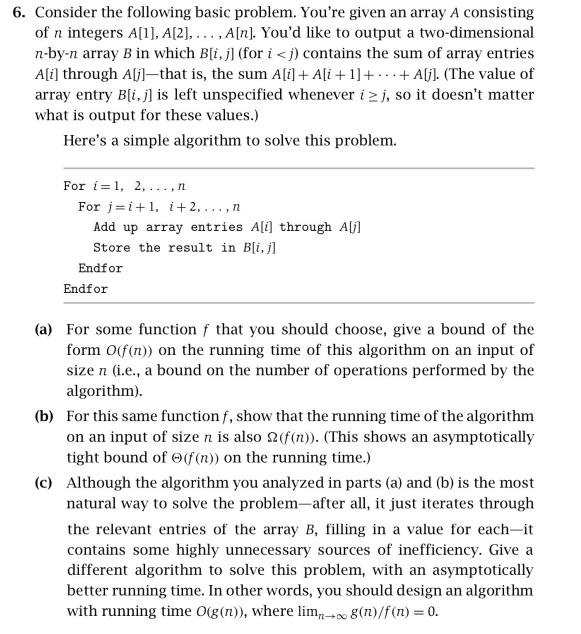 6. Consider the following basic problem. You're given an array A consisting
of n integers A[1], A[2], . . . , A[n]. You'd like to output a two-dimensional
n-by-n array B in which B[i, j] (for i < j) contains the sum of array entries
A[i] through A[j]—that is, the sum A[i] + A[i + 1] + · · · + A[j]. (The value of
array entry B[i, j] is left unspecified whenever i ≥ j, so it doesn't matter
what is output for these values.)
Here's a simple algorithm to solve this problem.
For i = 1, 2, . . . , n
For j = i + 1, i + 2, . . . , n
Add up array entries A[i] through A[j]
Store the result in B[i, j]
Endfor
Endfor
(a) For some function f that you should choose, give a bound of the
form O(f(n)) on the running time of this algorithm on an input of
size n (i.e., a bound on the number of operations performed by the
algorithm).
(b) For this same function f, show that the running time of the algorithm
on an input of size n is also Ω(f(n)). (This shows an asymptotically
tight bound of Θ(f(n)) on the running time.)
(c) Although the algorithm you analyzed in parts (a) and (b) is the most
natural way to solve the problem—after all, it just iterates through
the relevant entries of the array B, filling in a value for each—it
contains some highly unnecessary sources of inefficiency. Give a
different algorithm to solve this problem, with an asymptotically
better running time. In other words, you should design an algorithm
with running time O(g(n)), where limₙ→∞ g(n)/f(n) = 0.